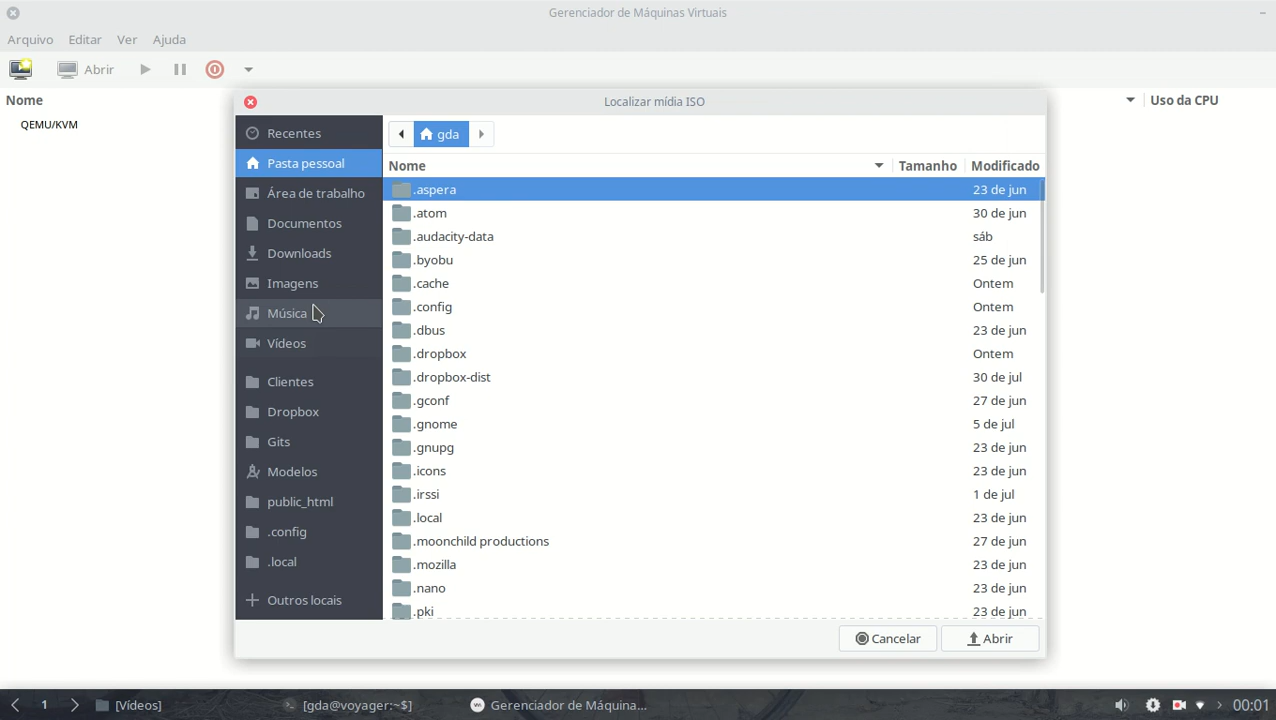 Gerenciador de Máquinas Virtuais
Arquivo Editar Ver Ajuda
Abrir
Nome Uso da CPU
QEMU/KVM
Localizar mídia ISO
Recentes
Pasta pessoal
Área de trabalho
Documentos
Downloads
Imagens
Música
Vídeos
Clientes
Dropbox
Gits
Modelos
public_html
.config
.local
Outros locais
gda
Nome Tamanho Modificado
.aspera 23 de jun
.atom 30 de jun
.audacity-data sáb
.byobu 25 de jun
.cache Ontem
.config Ontem
.dbus 23 de jun
.dropbox Ontem
.dropbox-dist 30 de jul
.gconf 27 de jun
.gnome 5 de jul
.gnupg 23 de jun
.icons 23 de jun
.irssi 1 de jul
.local 23 de jun
.moonchild productions 27 de jun
.mozilla 23 de jun
.nano 23 de jun
.pki 23 de jun
Cancelar Abrir
1 [Vídeos] [gda@voyager:~$] Gerenciador de Máquina... 00:01